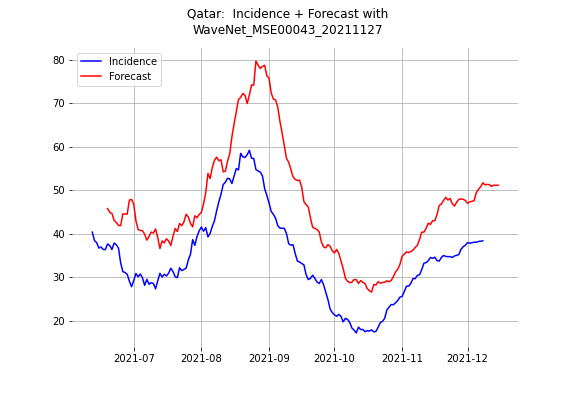 Qatar:  Incidence + Forecast with
WaveNet_MSE00043_20211127
Incidence
Forecast
80
70
60
50
40
30
20
2021-07 2021-08 2021-09 2021-10 2021-11 2021-12